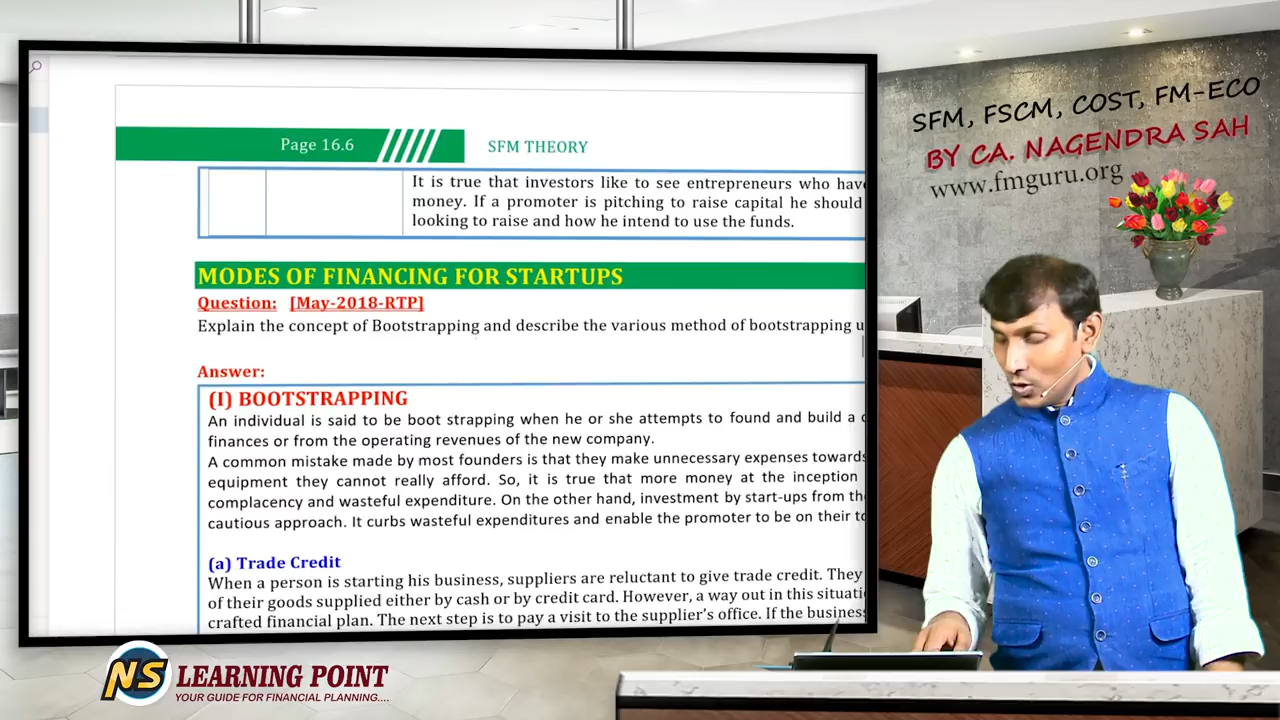 Page 16.6
SFM THEORY
It is true that investors like to see entrepreneurs who have
money. If a promoter is pitching to raise capital he should
looking to raise and how he intend to use the funds.
MODES OF FINANCING FOR STARTUPS
Question: [May-2018-RTP]
Explain the concept of Bootstrapping and describe the various method of bootstrapping u
Answer:
(I) BOOTSTRAPPING
An individual is said to be boot strapping when he or she attempts to found and build a c
finances or from the operating revenues of the new company.
A common mistake made by most founders is that they make unnecessary expenses towards
equipment they cannot really afford. So, it is true that more money at the inception
complacency and wasteful expenditure. On the other hand, investment by start-ups from the
cautious approach. It curbs wasteful expenditures and enable the promoter to be on their to
(a) Trade Credit
When a person is starting his business, suppliers are reluctant to give trade credit. They
of their goods supplied either by cash or by credit card. However, a way out in this situati
crafted financial plan. The next step is to pay a visit to the supplier's office. If the business
SFM, FSCM, COST, FM-ECO
BY CA. NAGENDRA SAH
www.fmguru.org
NS LEARNING POINT
YOUR GUIDE FOR FINANCIAL PLANNING....